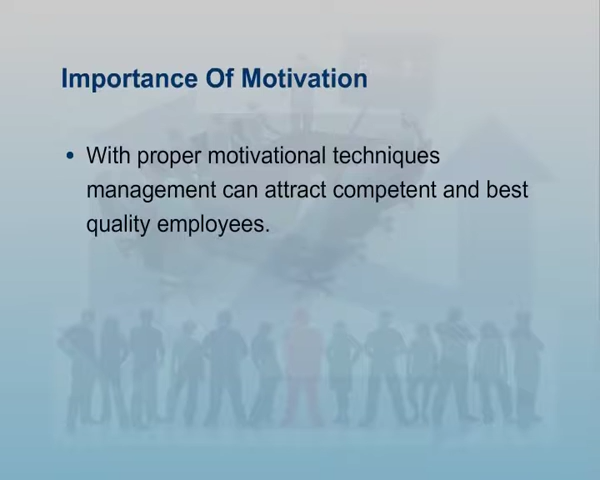 Importance Of Motivation
• With proper motivational techniques
management can attract competent and best
quality employees.